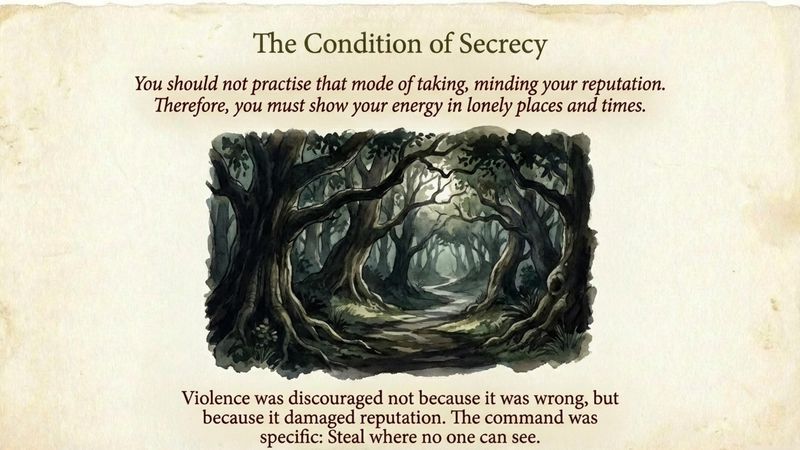 The Condition of Secrecy
You should not practise that mode of taking, minding your reputation.
Therefore, you must show your energy in lonely places and times.
Violence was discouraged not because it was wrong, but
because it damaged reputation. The command was
specific: Steal where no one can see.